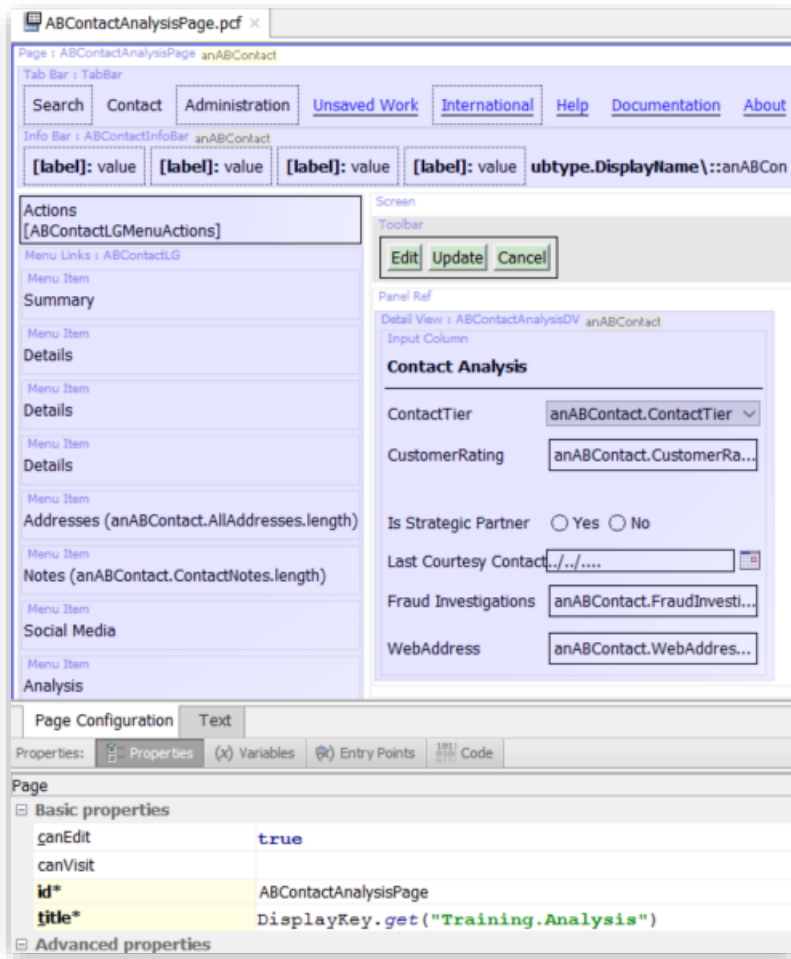 ABContactAnalysisPage.pcf ×
Page : ABContactAnalysisPage anABContact
Tab Bar : TabBar
Search Contact Administration Unsaved Work International Help Documentation About
Info Bar : ABContactInfoBar anABContact
[label]: value [label]: value [label]: value [label]: value ubtype.DisplayName\::anABCon
Actions
[ABContactLGMenuActions]
Menu Links : ABContactLG
Menu Item
Summary
Menu Item
Details
Menu Item
Details
Menu Item
Details
Menu Item
Addresses (anABContact.AllAddresses.length)
Menu Item
Notes (anABContact.ContactNotes.length)
Menu Item
Social Media
Menu Item
Analysis
Screen
Toolbar
Edit Update Cancel
Panel Ref
Detail View : ABContactAnalysisDV anABContact
Input Column
Contact Analysis
ContactTier anABContact.ContactTier
CustomerRating anABContact.CustomerRa...
Is Strategic Partner Yes No
Last Courtesy Contact ../../....
Fraud Investigations anABContact.FraudInvesti...
WebAddress anABContact.WebAddres...
Page Configuration Text
Properties: Properties (x) Variables Entry Points Code
Page
Basic properties
canEdit true
canVisit
id* ABContactAnalysisPage
title* DisplayKey.get("Training.Analysis")
Advanced properties